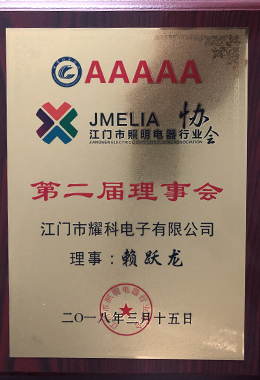 AAAAA
JMELIA 协会
江门市照明电器行业
第二届理事会
江门市耀科电子有限公司
理事：赖跃龙
二〇一八年三月十五日